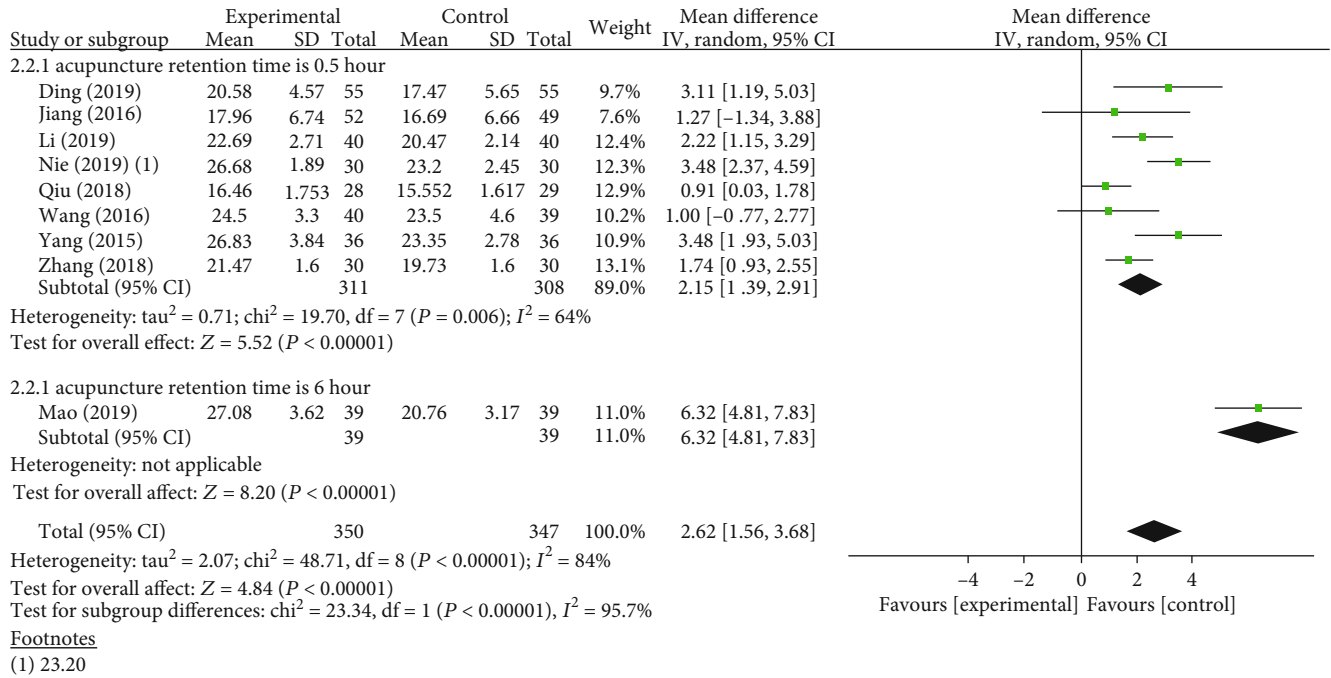 Experimental Control Mean difference Mean difference
Study or subgroup Mean SD Total Mean SD Total Weight IV, random, 95% CI IV, random, 95% CI
2.2.1 acupuncture retention time is 0.5 hour
Ding (2019) 20.58 4.57 55 17.47 5.65 55 9.7% 3.11 [1.19, 5.03]
Jiang (2016) 17.96 6.74 52 16.69 6.66 49 7.6% 1.27 [–1.34, 3.88]
Li (2019) 22.69 2.71 40 20.47 2.14 40 12.4% 2.22 [1.15, 3.29]
Nie (2019) (1) 26.68 1.89 30 23.2 2.45 30 12.3% 3.48 [2.37, 4.59]
Qiu (2018) 16.46 1.753 28 15.552 1.617 29 12.9% 0.91 [0.03, 1.78]
Wang (2016) 24.5 3.3 40 23.5 4.6 39 10.2% 1.00 [–0 .77, 2.77]
Yang (2015) 26.83 3.84 36 23.35 2.78 36 10.9% 3.48 [1 .93, 5.03]
Zhang (2018) 21.47 1.6 30 19.73 1.6 30 13.1% 1.74 [0 .93, 2.55]
Subtotal (95% CI) 311 308 89.0% 2.15 [1 .39, 2.91]
Heterogeneity: tau² = 0.71; chi² = 19.70, df = 7 (P = 0.006); I² = 64%
Test for overall effect: Z = 5.52 (P < 0.00001)
2.2.1 acupuncture retention time is 6 hour
Mao (2019) 27.08 3.62 39 20.76 3.17 39 11.0% 6.32 [4.81, 7.83]
Subtotal (95% CI) 39 39 11.0% 6.32 [4.81, 7.83]
Heterogeneity: not applicable
Test for overall affect: Z = 8.20 (P < 0.00001)
Total (95% CI) 350 347 100.0% 2.62 [1.56, 3.68]
Heterogeneity: tau² = 2.07; chi² = 48.71, df = 8 (P < 0.00001); I² = 84%
Test for overall affect: Z = 4.84 (P < 0.00001)
Test for subgroup differences: chi² = 23.34, df = 1 (P < 0.00001), I² = 95.7%
–4 –2 0 2 4
Favours [experimental] Favours [control]
Footnotes
(1) 23.20